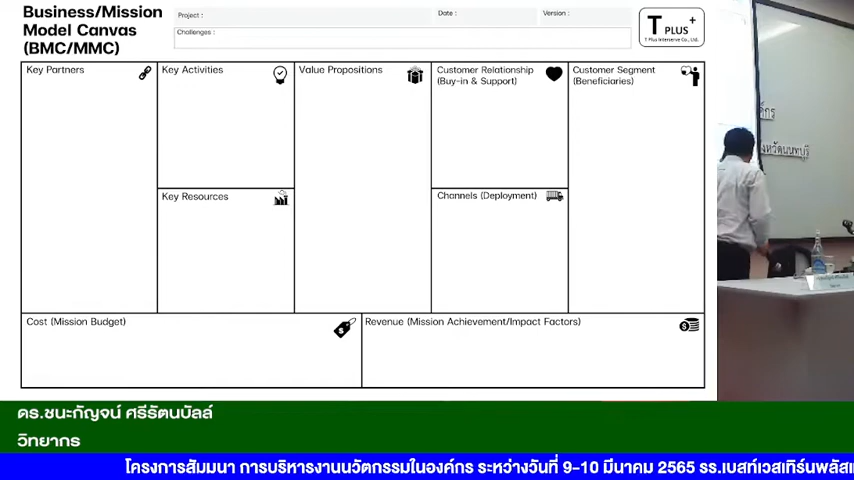 Business/Mission
Model Canvas
(BMC/MMC)
Project :
Date :
Version :
Challenges :
T PLUS+
T Plus Interserve Co., Ltd.
Key Partners
Key Activities
Value Propositions
Customer Relationship
(Buy-in & Support)
Customer Segment
(Beneficiaries)
Key Resources
Channels (Deployment)
Cost (Mission Budget)
Revenue (Mission Achievement/Impact Factors)
ดร.ชนะกัญจน์ ศรีรัตนบัลล์
วิทยากร
โครงการสัมมนา การบริหารงานนวัตกรรมในองค์กร ระหว่างวันที่ 9-10 มีนาคม 2565 รร.เบสท์เวสเทิร์นพลัส